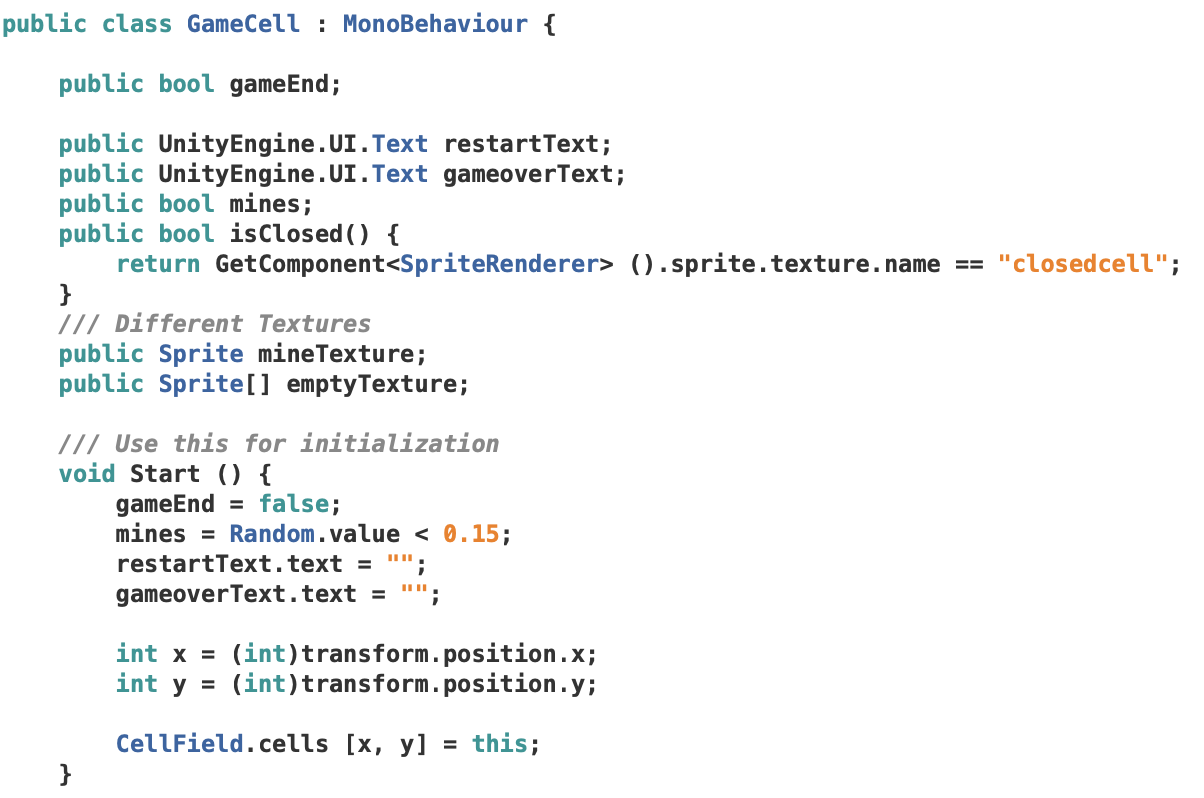 public class GameCell : MonoBehaviour {
public bool gameEnd;
public UnityEngine.UI.Text restartText;
public UnityEngine.UI.Text gameoverText;
public bool mines;
public bool isClosed() {
return GetComponent<SpriteRenderer> ().sprite.texture.name == "closedcell";
}
/// Different Textures
public Sprite mineTexture;
public Sprite[] emptyTexture;
/// Use this for initialization
void Start () {
gameEnd = false;
mines = Random.value < 0.15;
restartText.text = "";
gameoverText.text = "";
int x = (int)transform.position.x;
int y = (int)transform.position.y;
CellField.cells [x, y] = this;
}